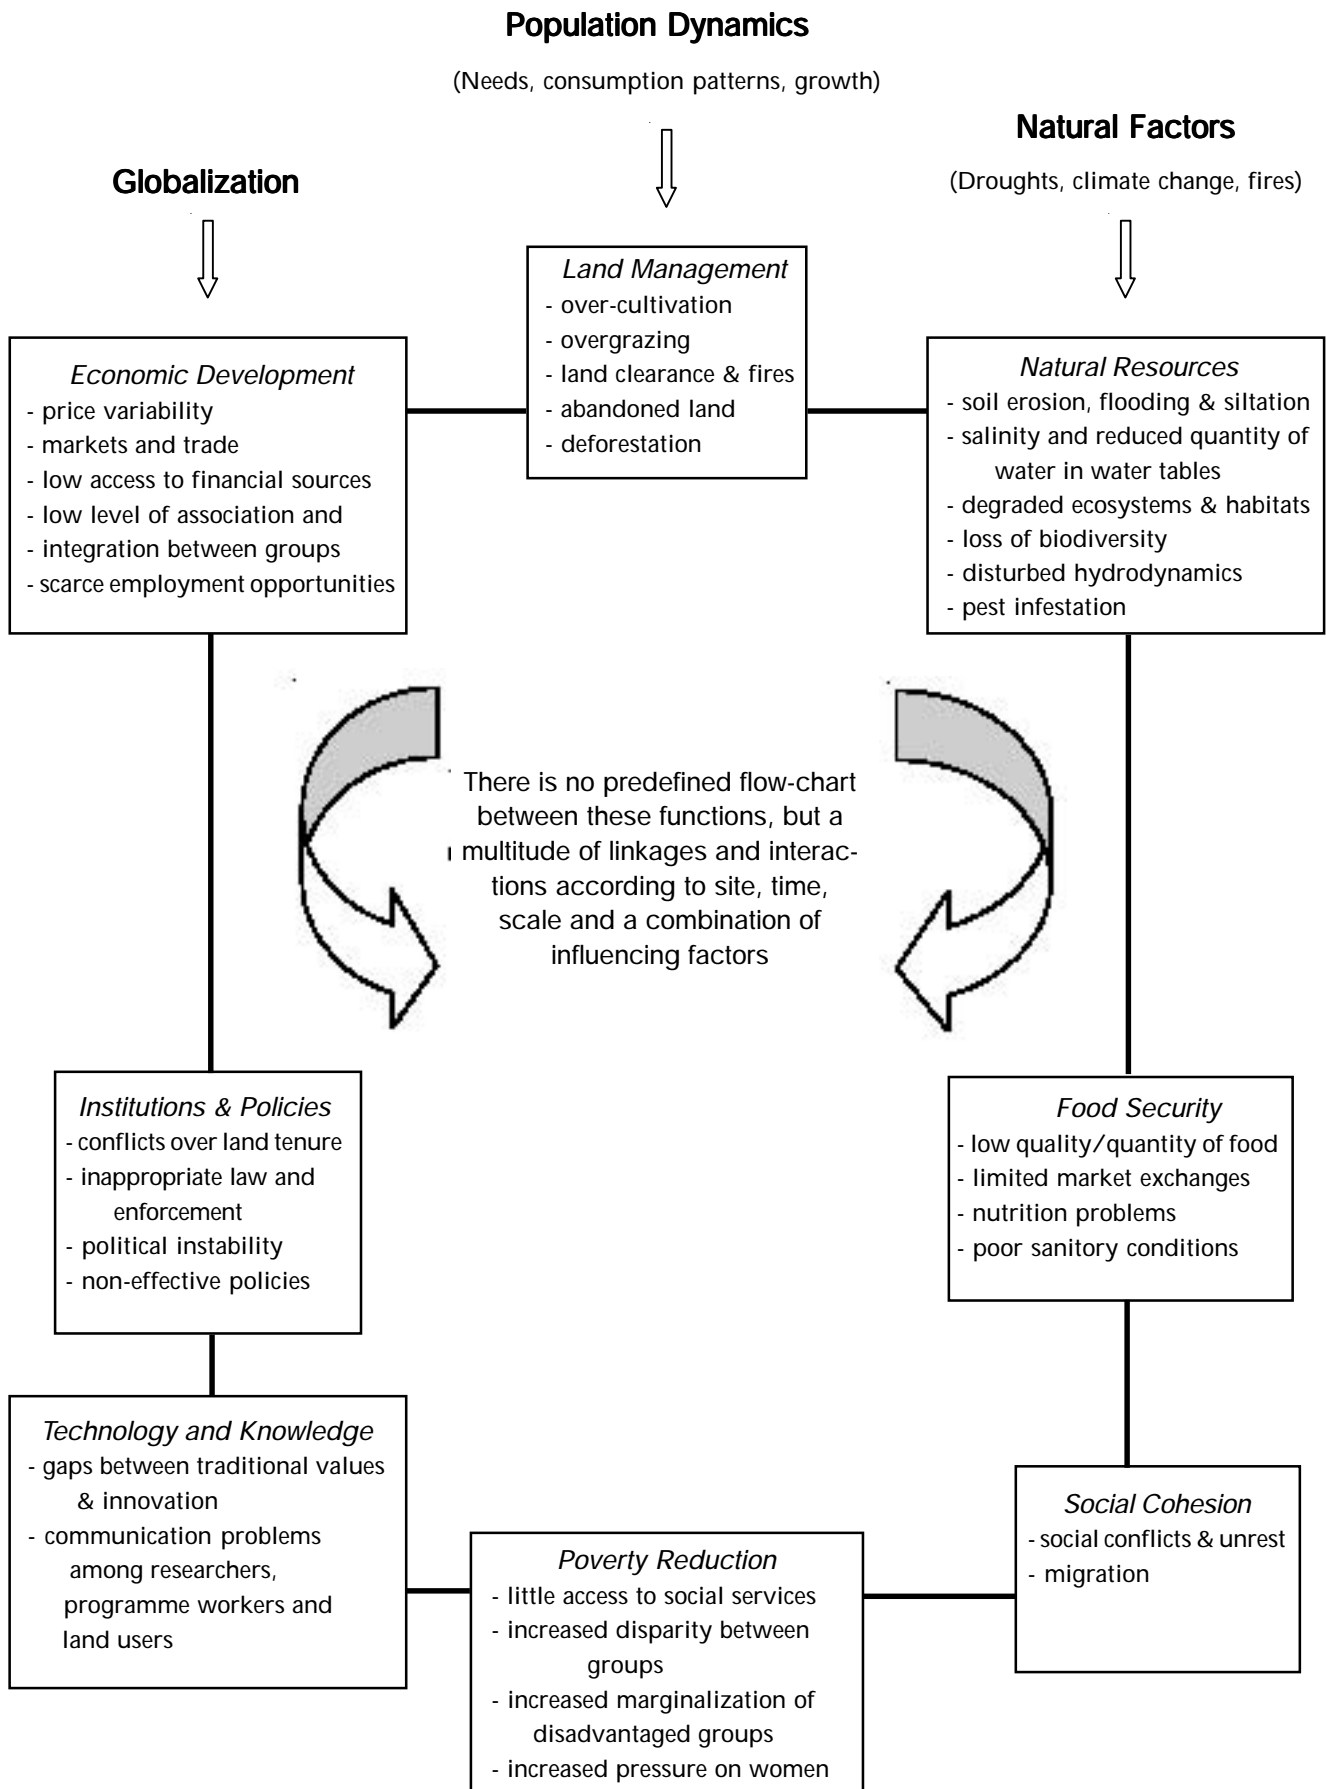 Population Dynamics
(Needs, consumption patterns, growth)
Natural Factors
(Droughts, climate change, fires)
Globalization
Land Management
- over-cultivation
- overgrazing
- land clearance & fires
- abandoned land
- deforestation
Economic Development
- price variability
- markets and trade
- low access to financial sources
- low level of association and
- integration between groups
- scarce employment opportunities
Natural Resources
- soil erosion, flooding & siltation
- salinity and reduced quantity of
water in water tables
- degraded ecosystems & habitats
- loss of biodiversity
- disturbed hydrodynamics
- pest infestation
There is no predefined flow-chart
between these functions, but a
multitude of linkages and interac-
tions according to site, time,
scale and a combination of
influencing factors
Institutions & Policies
- conflicts over land tenure
- inappropriate law and
enforcement
- political instability
- non-effective policies
Food Security
- low quality/quantity of food
- limited market exchanges
- nutrition problems
- poor sanitory conditions
Technology and Knowledge
- gaps between traditional values
& innovation
- communication problems
among researchers,
programme workers and
land users
Poverty Reduction
- little access to social services
- increased disparity between
groups
- increased marginalization of
disadvantaged groups
- increased pressure on women
Social Cohesion
- social conflicts & unrest
- migration